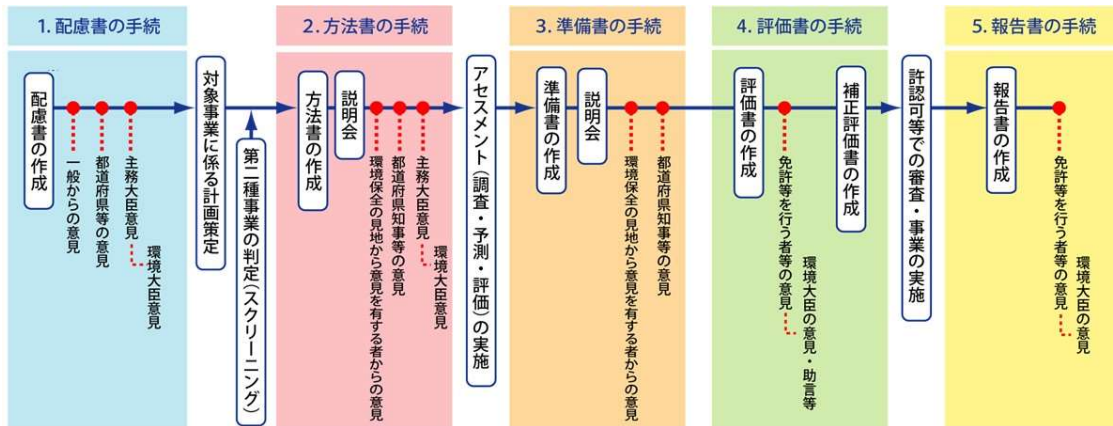 1. 配慮書の手続
配慮書の作成
一般からの意見
都道府県等の意見
主務大臣意見
環境大臣意見
対象事業に係る計画策定
第二種事業の判定(スクリーニング)
2. 方法書の手続
方法書の作成
説明会
環境保全の見地から意見を有する者からの意見
都道府県知事等の意見
主務大臣意見
環境大臣意見
アセスメント(調査・予測・評価)の実施
3. 準備書の手続
準備書の作成
説明会
環境保全の見地から意見を有する者からの意見
都道府県知事等の意見
4. 評価書の手続
評価書の作成
免許等を行う者等の意見
環境大臣の意見・助言等
補正評価書の作成
許認可等での審査・事業の実施
5. 報告書の手続
報告書の作成
免許等を行う者等の意見
環境大臣の意見